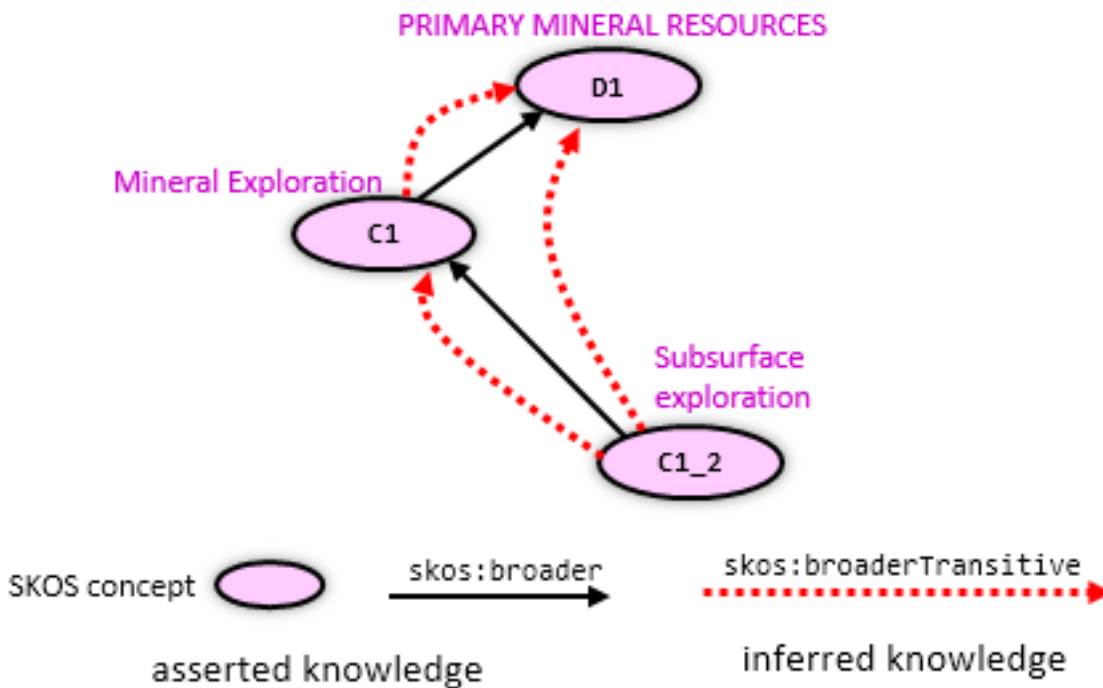 PRIMARY MINERAL RESOURCES
D1
Mineral Exploration
C1
Subsurface
exploration
C1_2
SKOS concept
skos:broader
skos:broaderTransitive
asserted knowledge
inferred knowledge